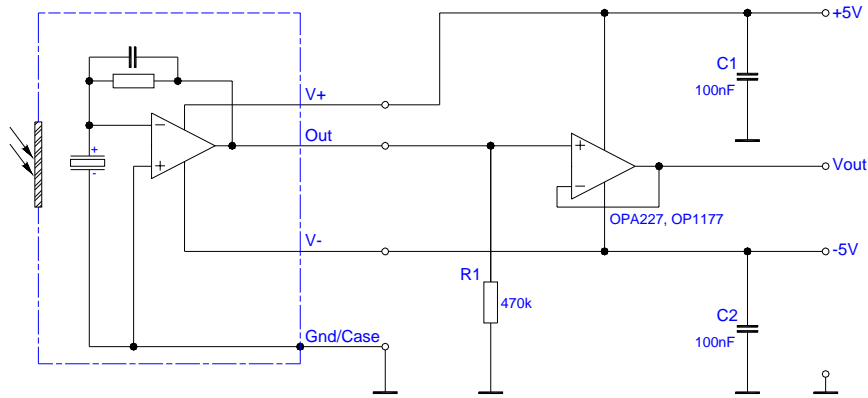 +5V
C1
100nF
V+
Out
−
+
+
-
+
−
Vout
OPA227, OP1177
V-
-5V
R1
470k
C2
100nF
Gnd/Case